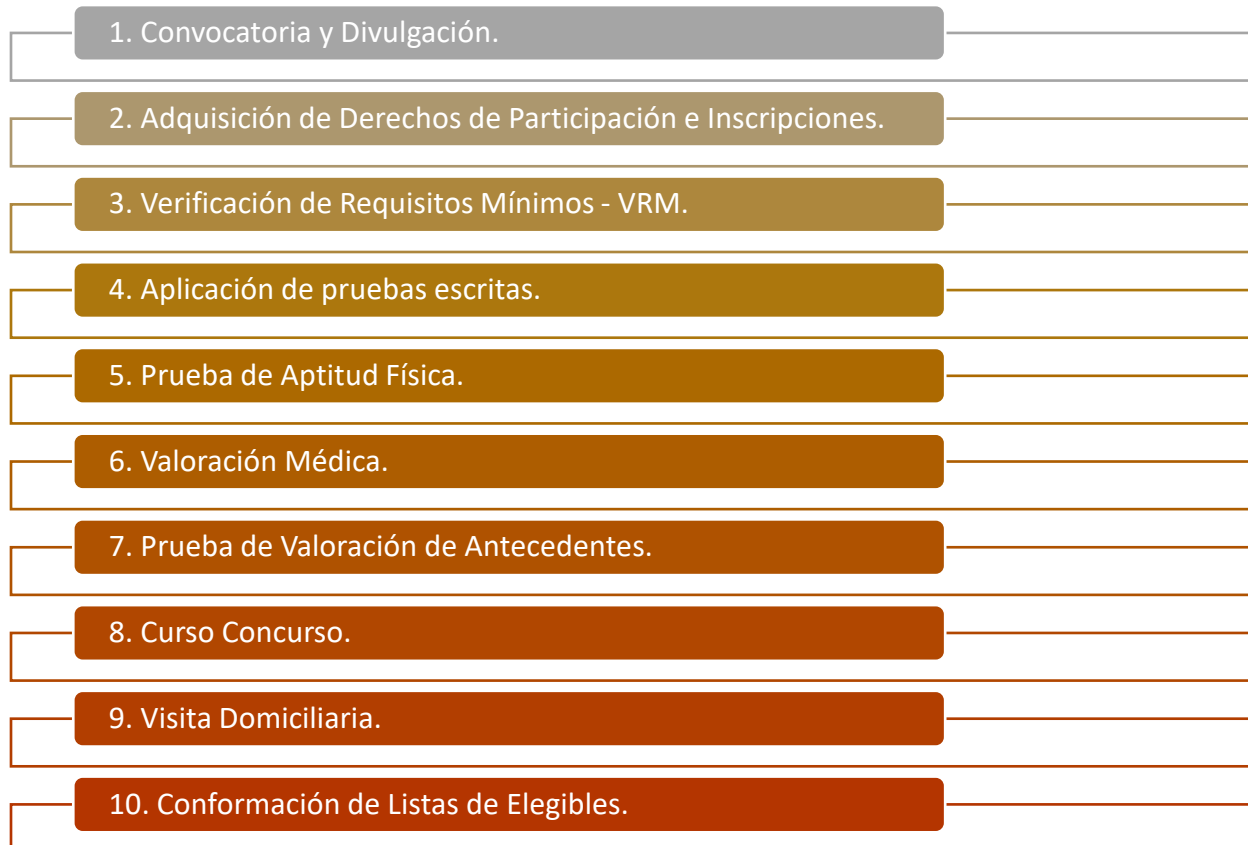 1. Convocatoria y Divulgación.
2. Adquisición de Derechos de Participación e Inscripciones.
3. Verificación de Requisitos Mínimos - VRM.
4. Aplicación de pruebas escritas.
5. Prueba de Aptitud Física.
6. Valoración Médica.
7. Prueba de Valoración de Antecedentes.
8. Curso Concurso.
9. Visita Domiciliaria.
10. Conformación de Listas de Elegibles.